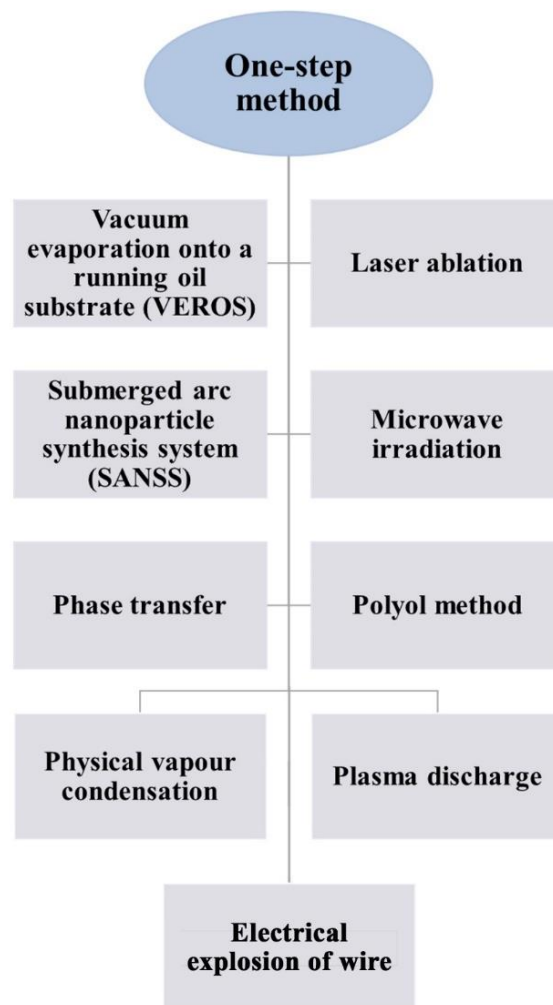 One-step
method
Vacuum
evaporation onto a
running oil
substrate (VEROS)
Laser ablation
Submerged arc
nanoparticle
synthesis system
(SANSS)
Microwave
irradiation
Phase transfer
Polyol method
Physical vapour
condensation
Plasma discharge
Electrical
explosion of wire